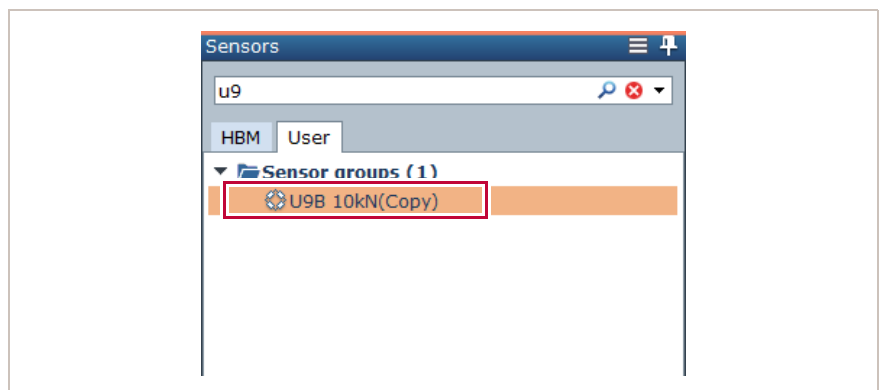 Sensors
u9
HBM User
Sensor groups (1)
U9B 10kN(Copy)